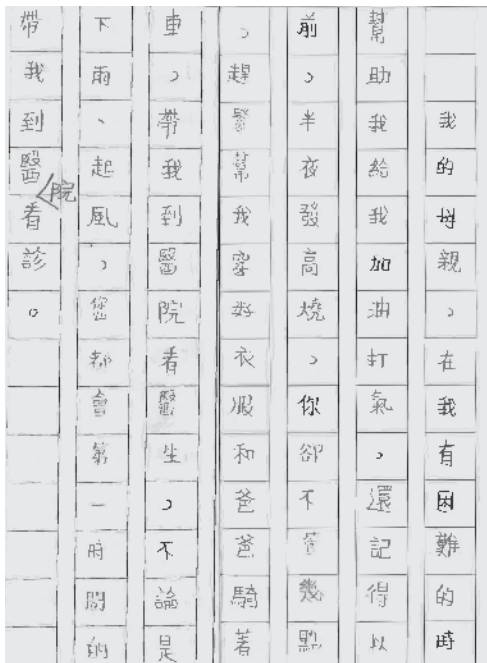 我的母親，在我有困難的時
幫助我給我加油打氣。還記得以
前，半夜發高燒，你卻不管幾點
，趕緊幫我穿好衣服和爸爸騎著
車，帶我到醫院看醫生，不論是
下雨、起風，您都會第一時間的
帶我到醫院看診。